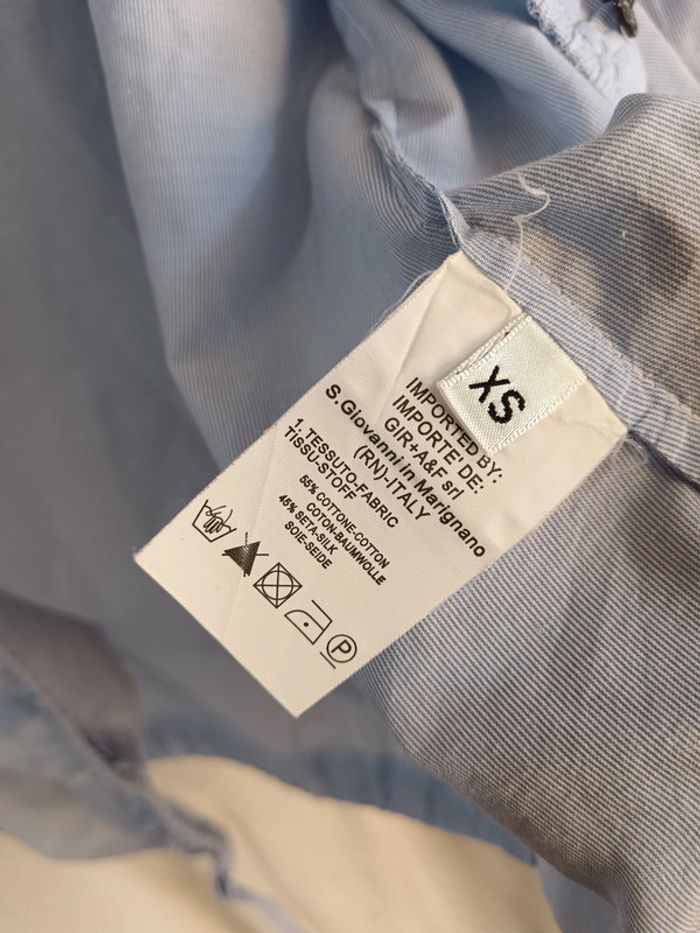 XS
IMPORTED BY:
IMPORTE DE:
GIR+A&F srl
S. Giovanni in Marignano
(RN)-ITALY
1. TESSUTO-FABRIC
TISSU-STOFF
55% COTTONE-COTTON
COTON-BAUMWOLLE
45% SETA-SILK
SOIE-SEIDE
P